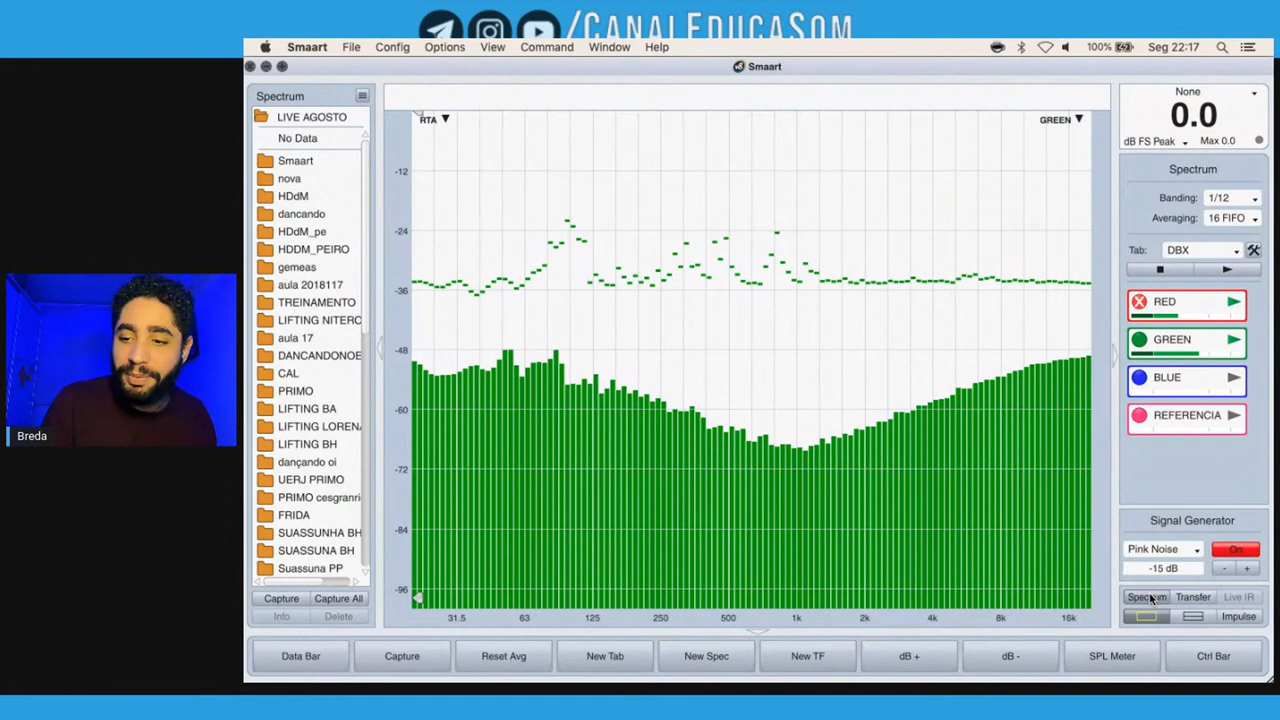 /CANALEDUCASOM
Smaart File Config Options View Command Window Help 100% Seg 22:17
Smaart
Spectrum
LIVE AGOSTO
No Data
Smaart
nova
HDdM
dancando
HDdM_pe
HDDM_PEIRO
gemeas
aula 2018117
TREINAMENTO
LIFTING NITERO
aula 17
DANCANDONOE
CAL
PRIMO
LIFTING BA
LIFTING LOREN
LIFTING BH
dançando oi
UERJ PRIMO
PRIMO cesgranri
FRIDA
SUASSUNHA BH
SUASSUNA BH
Suassuna PP
Capture Capture All
Info Delete
RTA GREEN
-12
-24
-36
-48
-60
-72
-84
-96
31.5 63 125 250 500 1k 2k 4k 8k 16k
None
0.0
dB FS Peak Max 0.0
Spectrum
Banding: 1/12
Averaging: 16 FIFO
Tab: DBX
RED
GREEN
BLUE
REFERENCIA
Signal Generator
Pink Noise On
-15 dB - +
Spectrum Transfer Live IR
Impulse
Data Bar Capture Reset Avg New Tab New Spec New TF dB + dB - SPL Meter Ctrl Bar
Breda